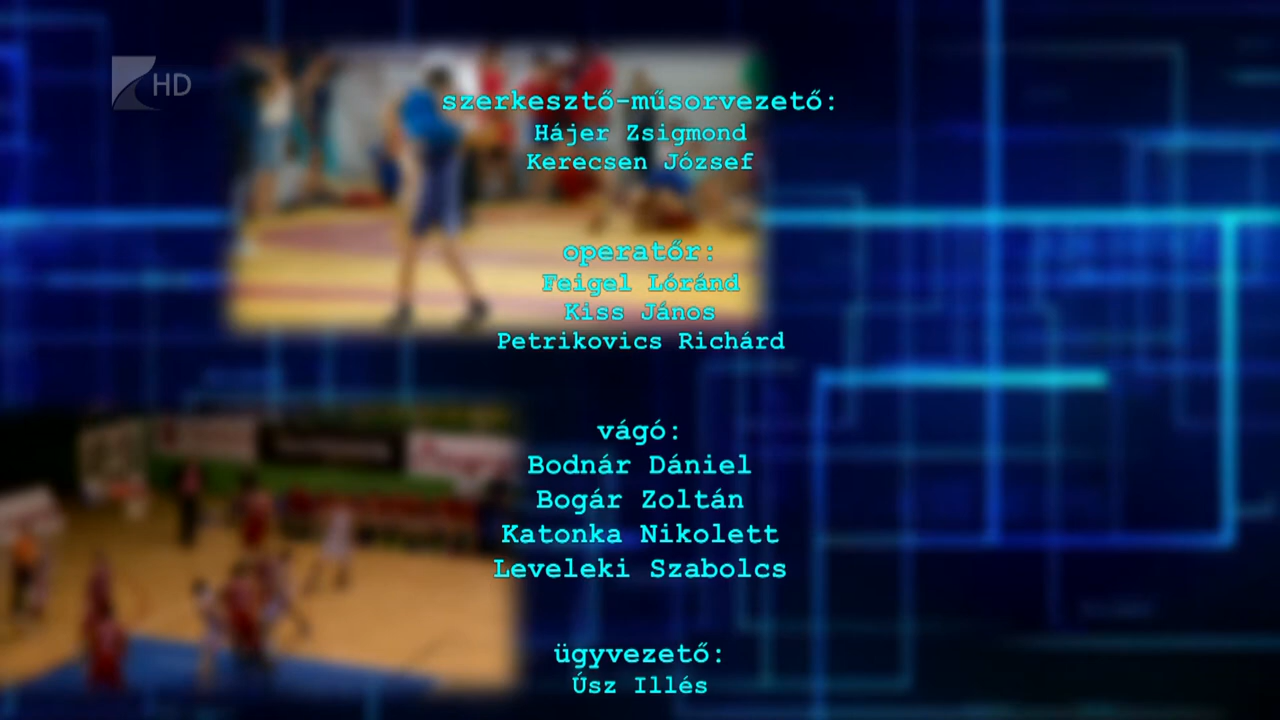 HD
szerkesztő-műsorvezető:
Hájer Zsigmond
Kerecsen József
operatőr:
Feigel Lóránd
Kiss János
Petrikovics Richárd
vágó:
Bodnár Dániel
Bogár Zoltán
Katonka Nikolett
Leveleki Szabolcs
ügyvezető:
Úsz Illés